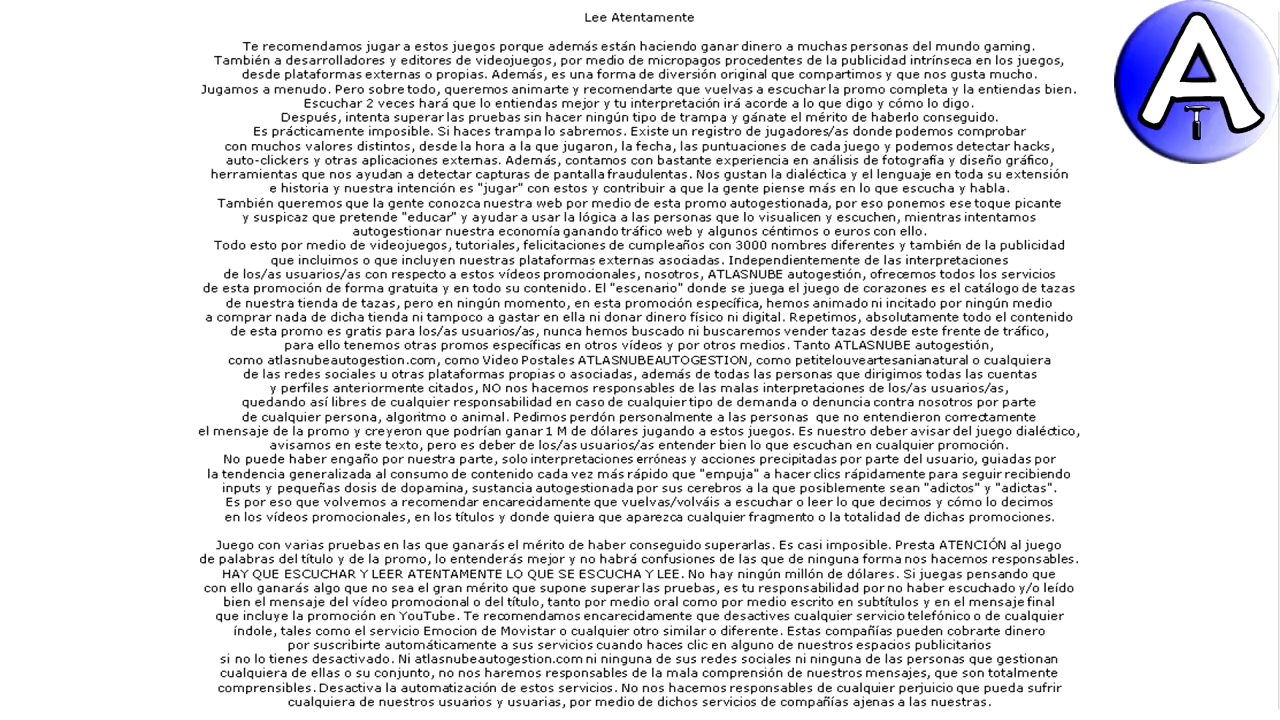 Lee Atentamente
Te recomendamos jugar a estos juegos porque además están haciendo ganar dinero a muchas personas del mundo gaming.
También a desarrolladores y editores de videojuegos, por medio de micropagos procedentes de la publicidad intrínseca en los juegos,
desde plataformas externas o propias. Además, es una forma de diversión original que compartimos y que nos gusta mucho.
Jugamos a menudo. Pero sobre todo, queremos animarte y recomendarte que vuelvas a escuchar la promo completa y la entiendas bien.
Escuchar 2 veces hará que lo entiendas mejor y tu interpretación irá acorde a lo que digo y cómo lo digo.
Después, intenta superar las pruebas sin hacer ningún tipo de trampa y gánate el mérito de haberlo conseguido.
Es prácticamente imposible. Si haces trampa lo sabremos. Existe un registro de jugadores/as donde podemos comprobar
con muchos valores distintos, desde la hora a la que jugaron, la fecha, las puntuaciones de cada juego y podemos detectar hacks,
auto-clickers y otras aplicaciones externas. Además, contamos con bastante experiencia en análisis de fotografía y diseño gráfico,
herramientas que nos ayudan a detectar capturas de pantalla fraudulentas. Nos gustan la dialéctica y el lenguaje en toda su extensión
e historia y nuestra intención es "jugar" con estos y contribuir a que la gente piense más en lo que escucha y habla.
También queremos que la gente conozca nuestra web por medio de esta promo autogestionada, por eso ponemos ese toque picante
y suspicaz que pretende "educar" y ayudar a usar la lógica a las personas que lo visualicen y escuchen, mientras intentamos
autogestionar nuestra economía ganando tráfico web y algunos céntimos o euros con ello.
Todo esto por medio de videojuegos, tutoriales, felicitaciones de cumpleaños con 3000 nombres diferentes y también de la publicidad
que incluimos o que incluyen nuestras plataformas externas asociadas. Independientemente de las interpretaciones
de los/as usuarios/as con respecto a estos vídeos promocionales, nosotros, ATLASNUBE autogestión, ofrecemos todos los servicios
de esta promoción de forma gratuita y en todo su contenido. El "escenario" donde se juega el juego de corazones es el catálogo de tazas
de nuestra tienda de tazas, pero en ningún momento, en esta promoción específica, hemos animado ni incitado por ningún medio
a comprar nada de dicha tienda ni tampoco a gastar en ella ni donar dinero físico ni digital. Repetimos, absolutamente todo el contenido
de esta promo es gratis para los/as usuarios/as, nunca hemos buscado ni buscaremos vender tazas desde este frente de tráfico,
para ello tenemos otras promos específicas en otros vídeos y por otros medios. Tanto ATLASNUBE autogestión,
como atlasnubeautogestion.com, como Video Postales ATLASNUBEAUTOGESTION, como petitelouveartesanianatural o cualquiera
de las redes sociales u otras plataformas propias o asociadas, además de todas las personas que dirigimos todas las cuentas
y perfiles anteriormente citados, NO nos hacemos responsables de las malas interpretaciones de los/as usuarios/as,
quedando así libres de cualquier responsabilidad en caso de cualquier tipo de demanda o denuncia contra nosotros por parte
de cualquier persona, algoritmo o animal. Pedimos perdón personalmente a las personas que no entendieron correctamente
el mensaje de la promo y creyeron que podrían ganar 1 M de dólares jugando a estos juegos. Es nuestro deber avisar del juego dialéctico,
avisamos en este texto, pero es deber de los/as usuarios/as entender bien lo que escuchan en cualquier promoción.
No puede haber engaño por nuestra parte, solo interpretaciones erróneas y acciones precipitadas por parte del usuario, guiadas por
la tendencia generalizada al consumo de contenido cada vez más rápido que "empuja" a hacer clics rápidamente para seguir recibiendo
inputs y pequeñas dosis de dopamina, sustancia autogestionada por sus cerebros a la que posiblemente sean "adictos" y "adictas".
Es por eso que volvemos a recomendar encarecidamente que vuelvas/volváis a escuchar o leer lo que decimos y cómo lo decimos
en los vídeos promocionales, en los títulos y donde quiera que aparezca cualquier fragmento o la totalidad de dichas promociones.
Juego con varias pruebas en las que ganarás el mérito de haber conseguido superarlas. Es casi imposible. Presta ATENCIÓN al juego
de palabras del título y de la promo, lo entenderás mejor y no habrá confusiones de las que de ninguna forma nos hacemos responsables.
HAY QUE ESCUCHAR Y LEER ATENTAMENTE LO QUE SE ESCUCHA Y LEE. No hay ningún millón de dólares. Si juegas pensando que
con ello ganarás algo que no sea el gran mérito que supone superar las pruebas, es tu responsabilidad por no haber escuchado y/o leído
bien el mensaje del vídeo promocional o del título, tanto por medio oral como por medio escrito en subtítulos y en el mensaje final
que incluye la promoción en YouTube. Te recomendamos encarecidamente que desactives cualquier servicio telefónico o de cualquier
índole, tales como el servicio Emocion de Movistar o cualquier otro similar o diferente. Estas compañías pueden cobrarte dinero
por suscribirte automáticamente a sus servicios cuando haces clic en alguno de nuestros espacios publicitarios
si no lo tienes desactivado. Ni atlasnubeautogestion.com ni ninguna de sus redes sociales ni ninguna de las personas que gestionan
cualquiera de ellas o su conjunto, no nos haremos responsables de la mala comprensión de nuestros mensajes, que son totalmente
comprensibles. Desactiva la automatización de estos servicios. No nos hacemos responsables de cualquier perjuicio que pueda sufrir
cualquiera de nuestros usuarios y usuarias, por medio de dichos servicios de compañías ajenas a las nuestras.